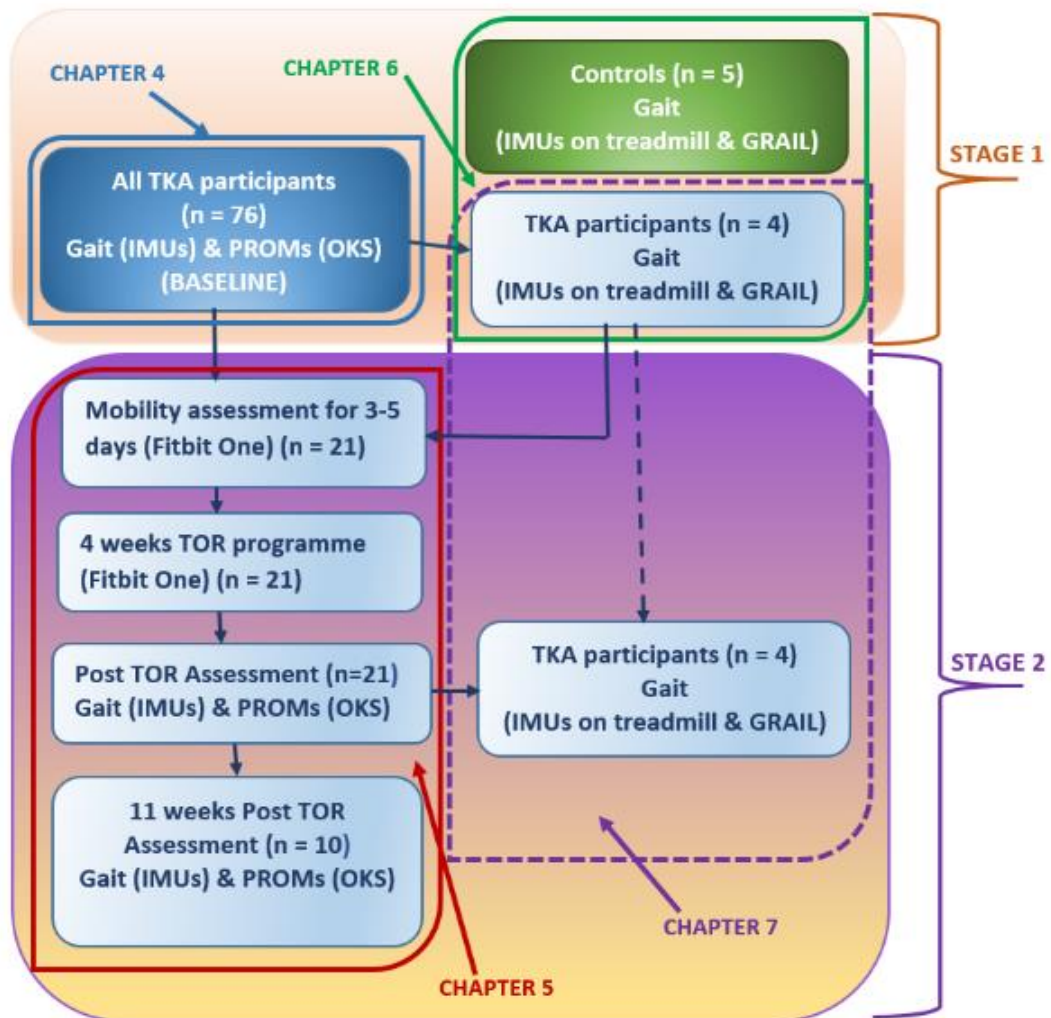 CHAPTER 4
CHAPTER 6
Controls (n = 5)
Gait
(IMUs on treadmill & GRAIL)
STAGE 1
All TKA participants
(n = 76)
Gait (IMUs) & PROMs (OKS)
(BASELINE)
TKA participants (n = 4)
Gait
(IMUs on treadmill & GRAIL)
Mobility assessment for 3-5
days (Fitbit One) (n = 21)
4 weeks TOR programme
(Fitbit One) (n = 21)
Post TOR Assessment (n=21)
Gait (IMUs) & PROMs (OKS)
TKA participants (n = 4)
Gait
(IMUs on treadmill & GRAIL)
STAGE 2
11 weeks Post TOR
Assessment (n = 10)
Gait (IMUs) & PROMs (OKS)
CHAPTER 7
CHAPTER 5